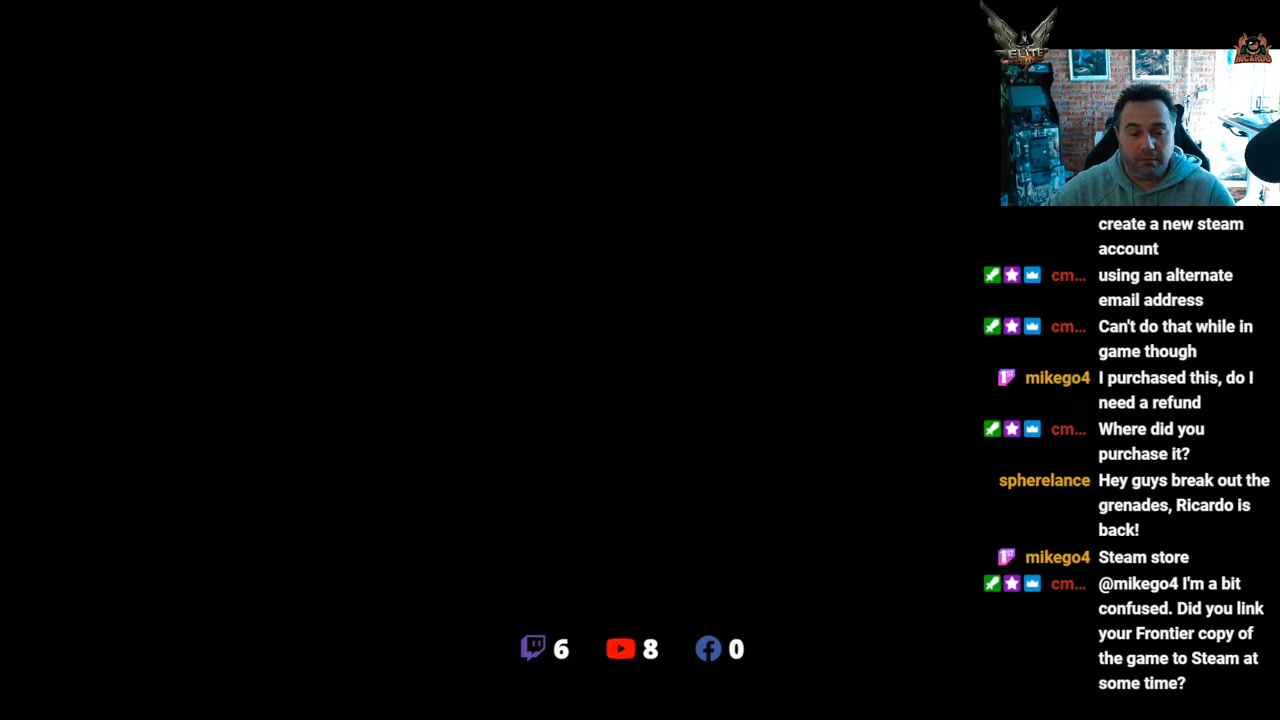 ELITE
RICARDO
create a new steam
account
cm... using an alternate
email address
cm... Can't do that while in
game though
mikego4 I purchased this, do I
need a refund
cm... Where did you
purchase it?
spherelance Hey guys break out the
grenades, Ricardo is
back!
mikego4 Steam store
cm... @mikego4 I'm a bit
confused. Did you link
your Frontier copy of
the game to Steam at
some time?
6 8 0